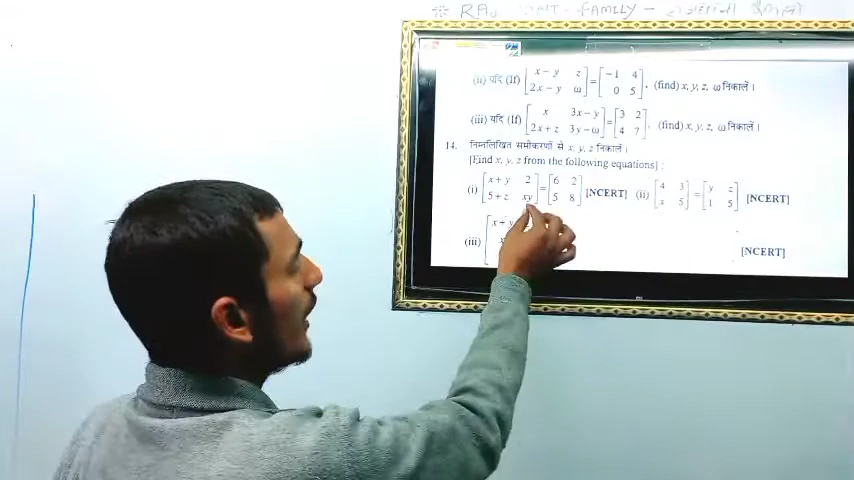 FAMILY -
(ii) यदि (If) [x − y z 2x − y ω] = [−1 4 0 5], (find) x, y, z, ω निकालें।
(iii) यदि (If) [x 3x − y 2x + z 3y − ω] = [3 2 4 7], (find) x, y, z, ω निकालें।
14. निम्नलिखित समीकरणों से x, y, z निकालें।
[Find x, y, z from the following equations] :
(i) [x + y 2 5 + z xy] = [6 2 5 8] [NCERT] (ii) [4 3 x 5] = [y z 1 5] [NCERT]
(iii) [x + y [NCERT]